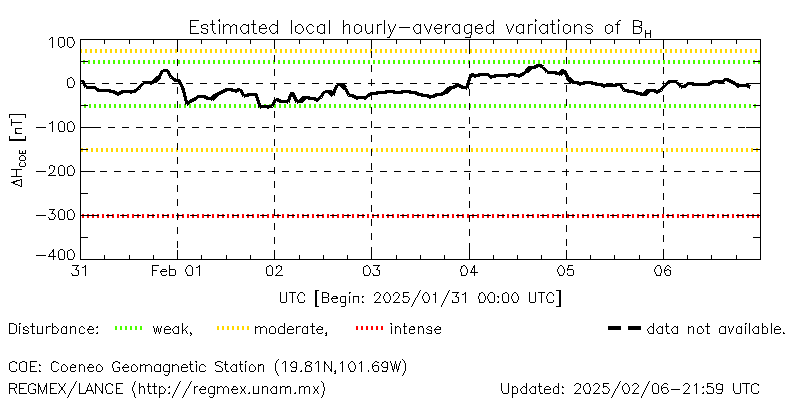 Estimated local hourly-averaged variations of B_H
100
0
-100
-200
-300
-400
ΔH_COE [nT]
31 Feb 01 02 03 04 05 06
UTC [Begin: 2025/01/31 00:00 UTC]
Disturbance: weak, moderate, intense data not available.
COE: Coeneo Geomagnetic Station (19.81N,101.69W)
REGMEX/LANCE (http://regmex.unam.mx) Updated: 2025/02/06-21:59 UTC